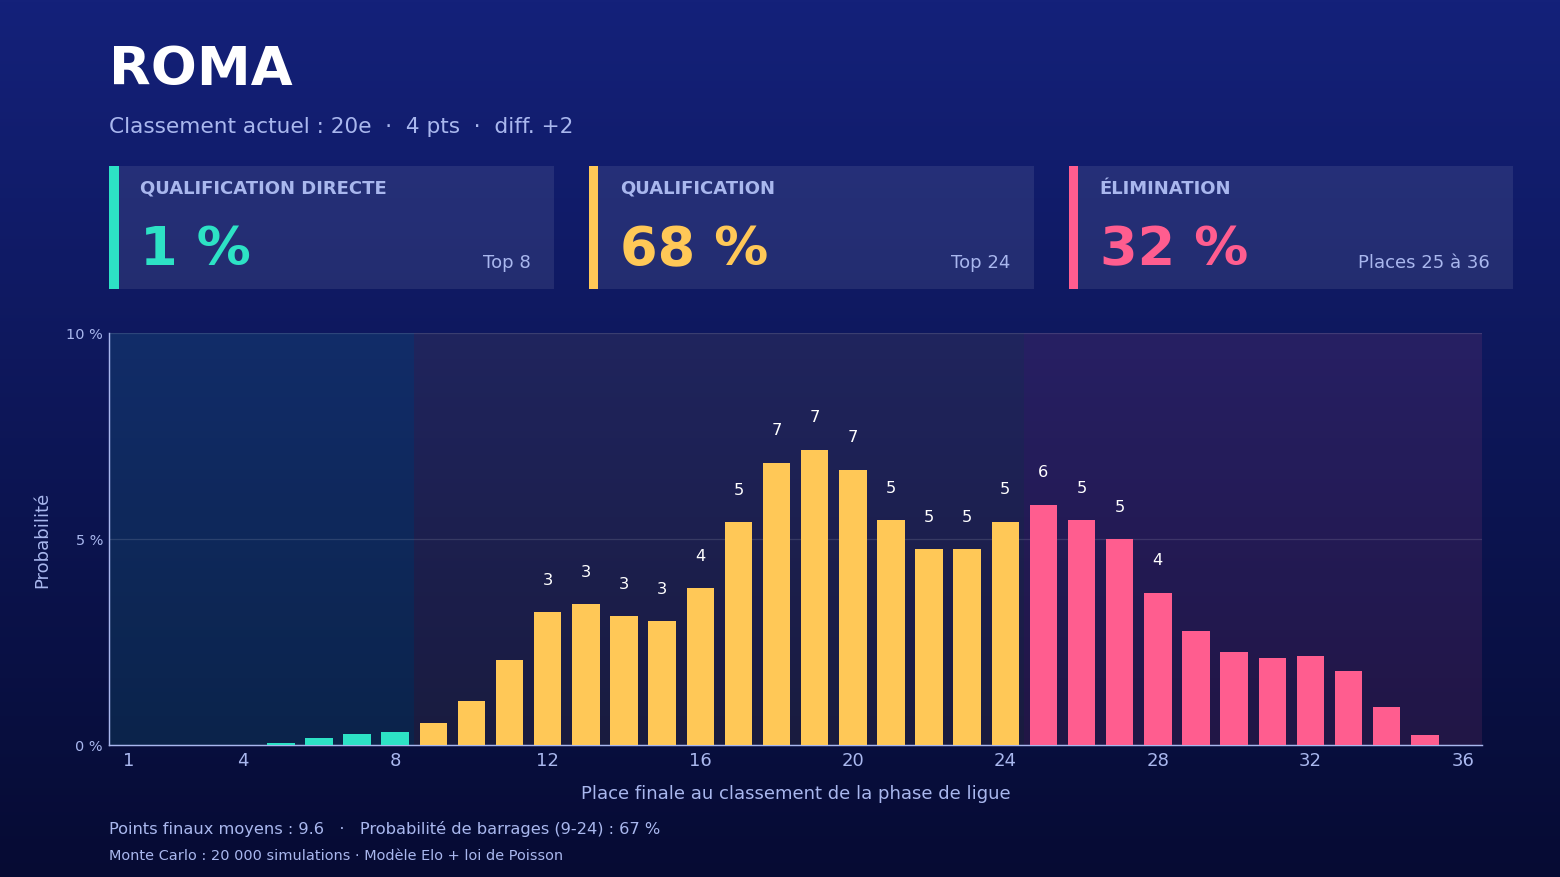 ROMA
Classement actuel : 20e · 4 pts · diff. +2
QUALIFICATION DIRECTE
1 %
Top 8
QUALIFICATION
68 %
Top 24
ÉLIMINATION
32 %
Places 25 à 36
10 %
5 %
0 %
Probabilité
3 3 3 3 4 5 7 7 7 5 5 5 5 6 5 5 4
1 4 8 12 16 20 24 28 32 36
Place finale au classement de la phase de ligue
Points finaux moyens : 9.6 · Probabilité de barrages (9-24) : 67 %
Monte Carlo : 20 000 simulations · Modèle Elo + loi de Poisson